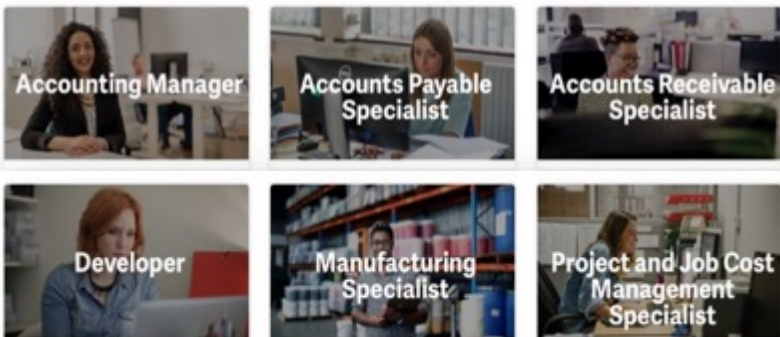 Accounting Manager
Accounts Payable
Specialist
Accounts Receivable
Specialist
Developer
Manufacturing
Specialist
Project and Job Cost
Management
Specialist